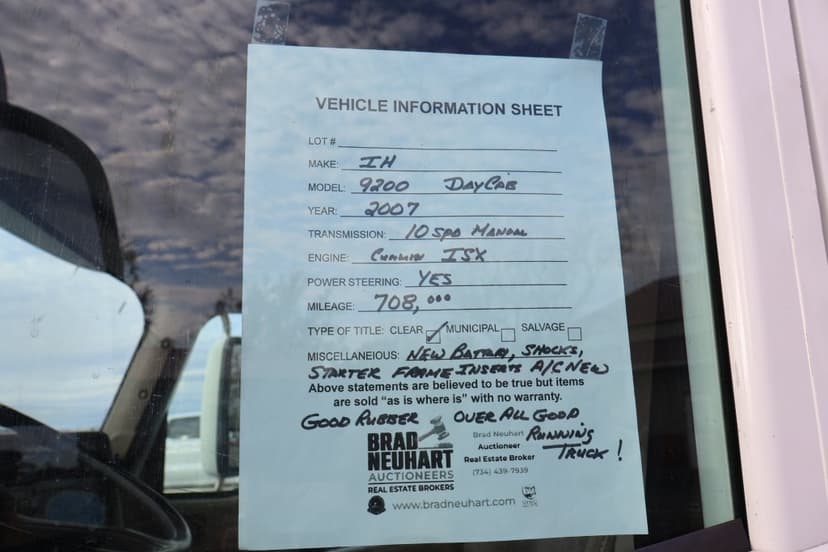 VEHICLE INFORMATION SHEET
LOT #
MAKE: IH
MODEL: 9200 DAYCAB
YEAR: 2007
TRANSMISSION: 10 SPD MANUAL
ENGINE: CUMMIN ISX
POWER STEERING: YES
MILEAGE: 708,000
TYPE OF TITLE: CLEAR MUNICIPAL SALVAGE
MISCELLANEIOUS: NEW BATTARY, SHOCKS,
STARTER FRAME INSERTS A/C NEW
Above statements are believed to be true but items
are sold "as is where is" with no warranty.
GOOD RUBBER OVER ALL GOOD
RUNNING
TRUCK!
BRAD
NEUHART
AUCTIONEERS
REAL ESTATE BROKERS
Brad Neuhart
Auctioneer
Real Estate Broker
(734) 439-7939
www.bradneuhart.com